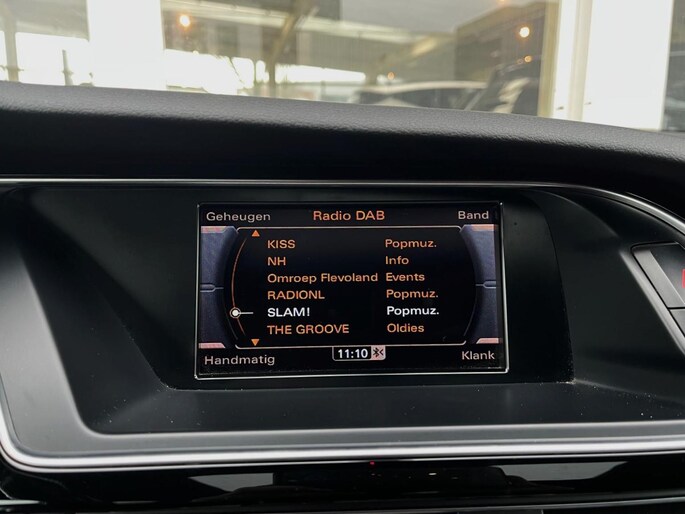 Geheugen Radio DAB Band
KISS Popmuz.
NH Info
Omroep Flevoland Events
RADIONL Popmuz.
SLAM! Popmuz.
THE GROOVE Oldies
Handmatig 11:10 Klank